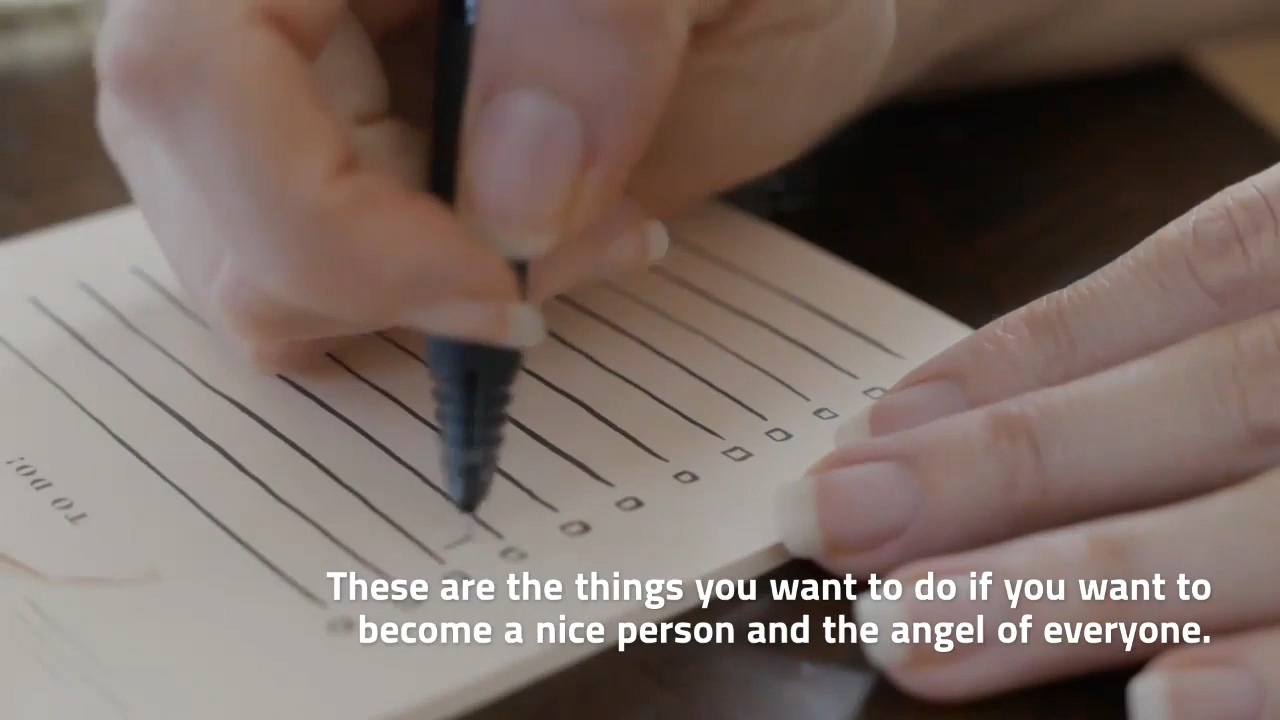 TO DO:
These are the things you want to do if you want to
become a nice person and the angel of everyone.